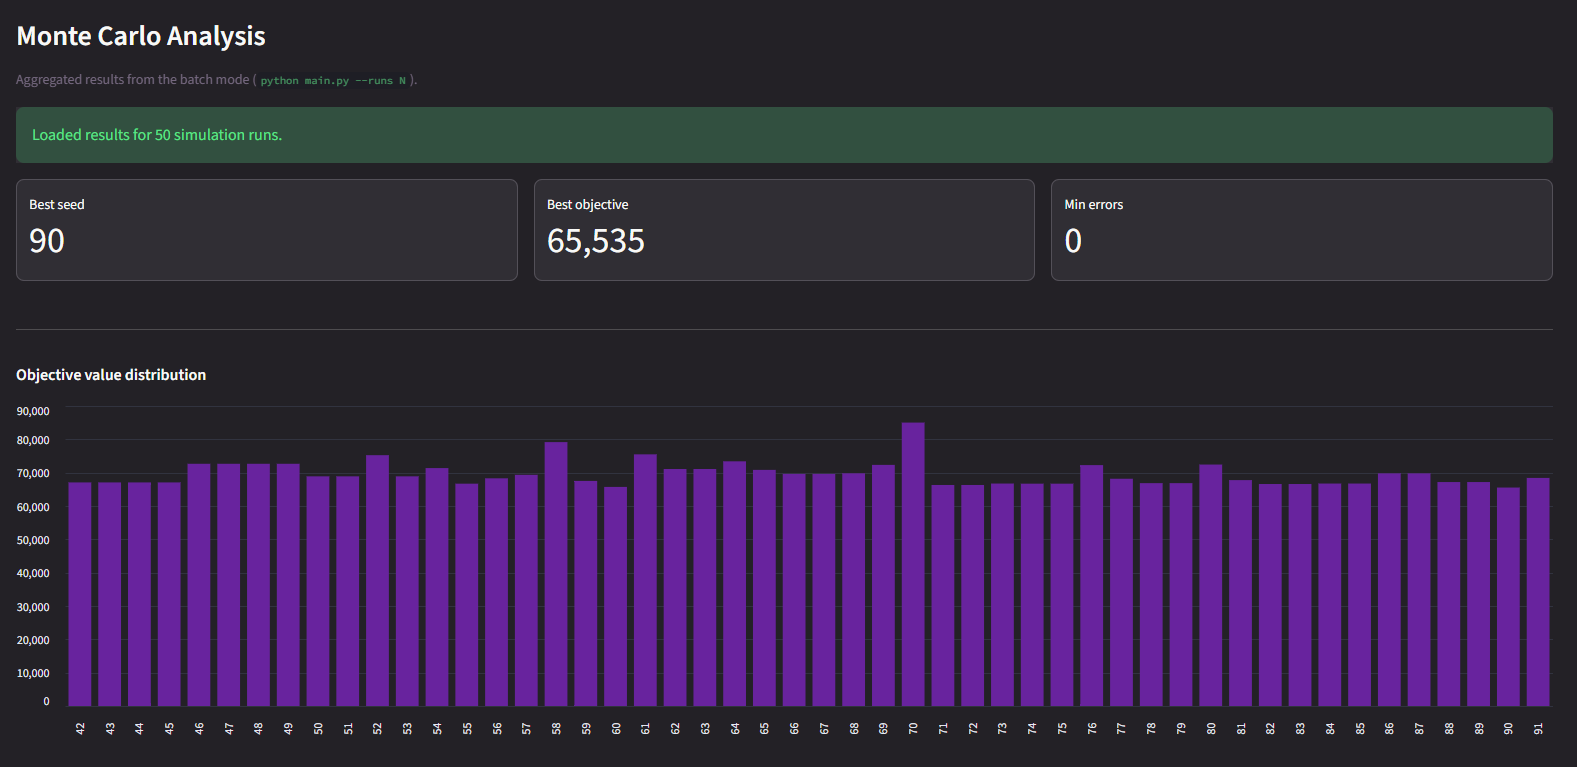 Monte Carlo Analysis
Aggregated results from the batch mode ( python main.py --runs N ).
Loaded results for 50 simulation runs.
Best seed
90
Best objective
65,535
Min errors
0
Objective value distribution
90,000
80,000
70,000
60,000
50,000
40,000
30,000
20,000
10,000
0
42 43 44 45 46 47 48 49 50 51 52 53 54 55 56 57 58 59 60 61 62 63 64 65 66 67 68 69 70 71 72 73 74 75 76 77 78 79 80 81 82 83 84 85 86 87 88 89 90 91